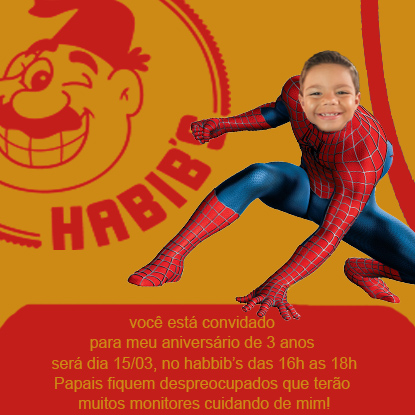 HABIB'S
você está convidado
para meu aniversário de 3 anos
será dia 15/03, no habbib's das 16h as 18h
Papais fiquem despreocupados que terão
muitos monitores cuidando de mim!